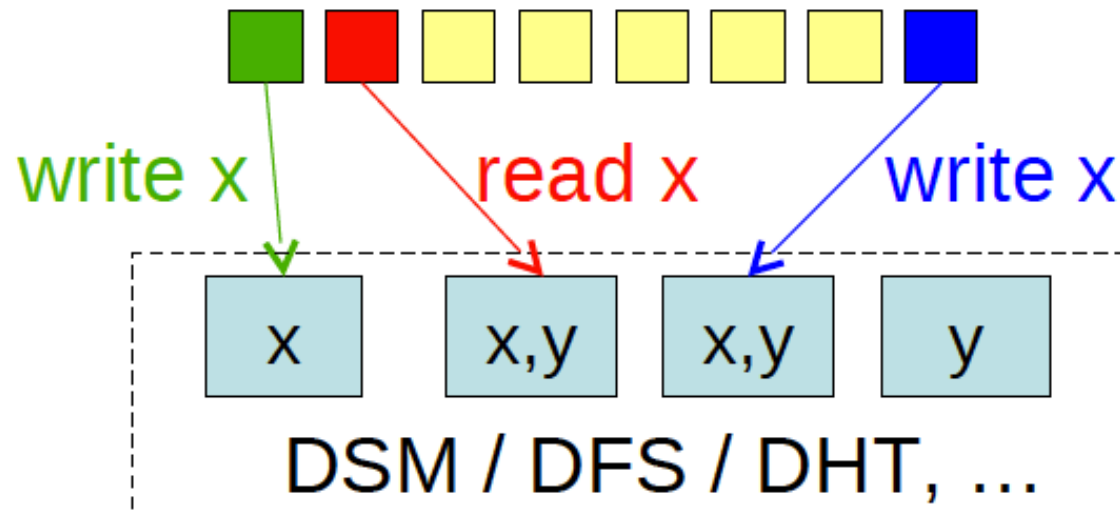 write x read x write x
x x,y x,y y
DSM / DFS / DHT, ...